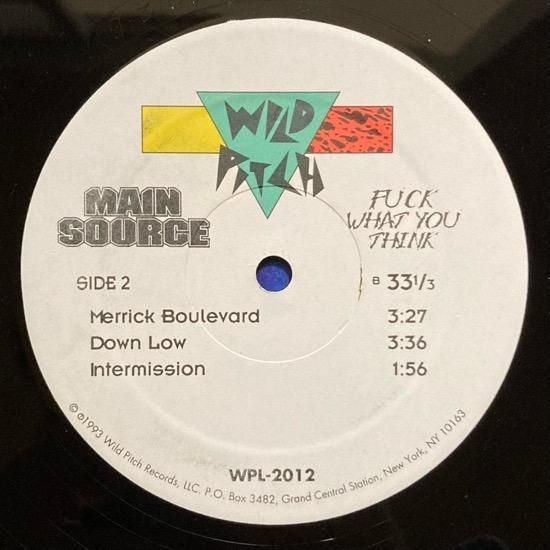 WILD
PITCH
MAIN
SOURCE
FUCK
WHAT YOU
THINK
SIDE 2
B 33 1/3
Merrick Boulevard 3:27
Down Low 3:36
Intermission 1:56
WPL-2012
© ℗1993 Wild Pitch Records, LLC. P.O. Box 3482, Grand Central Station, New York, NY 10163